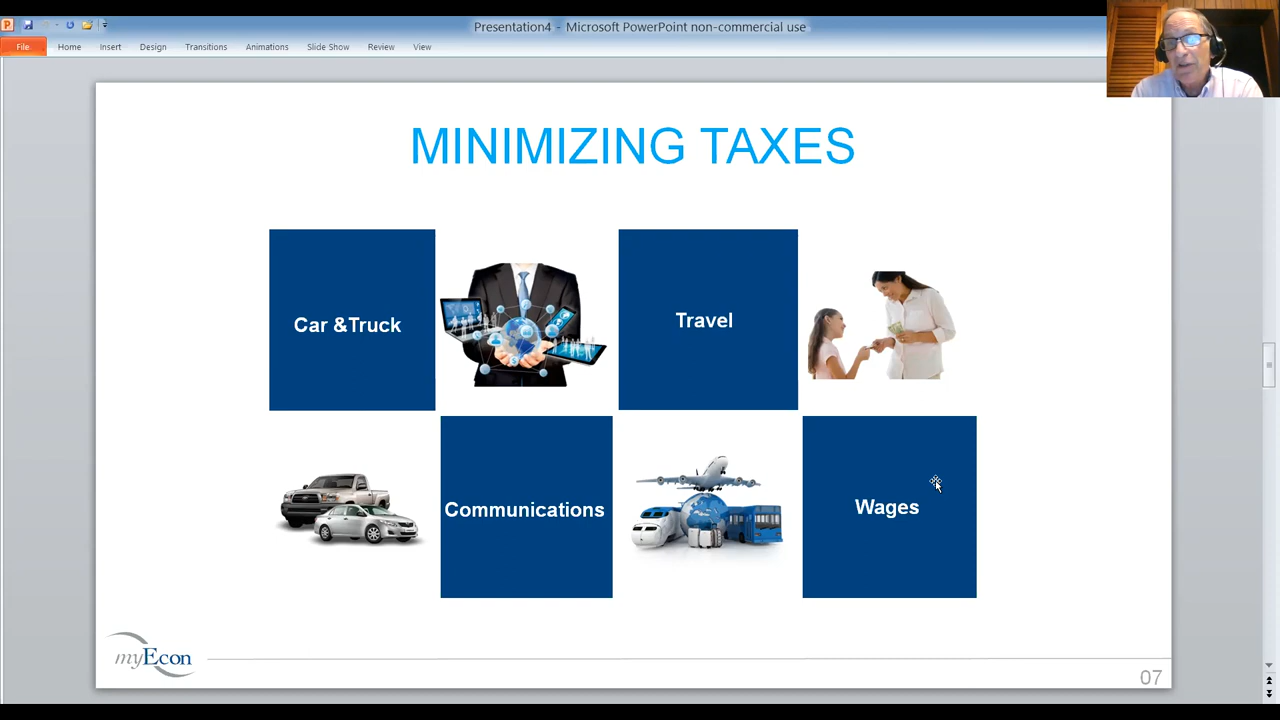 Presentation4 - Microsoft PowerPoint non-commercial use
File Home Insert Design Transitions Animations Slide Show Review View
MINIMIZING TAXES
Car &Truck
Travel
Communications
Wages
myEcon
07